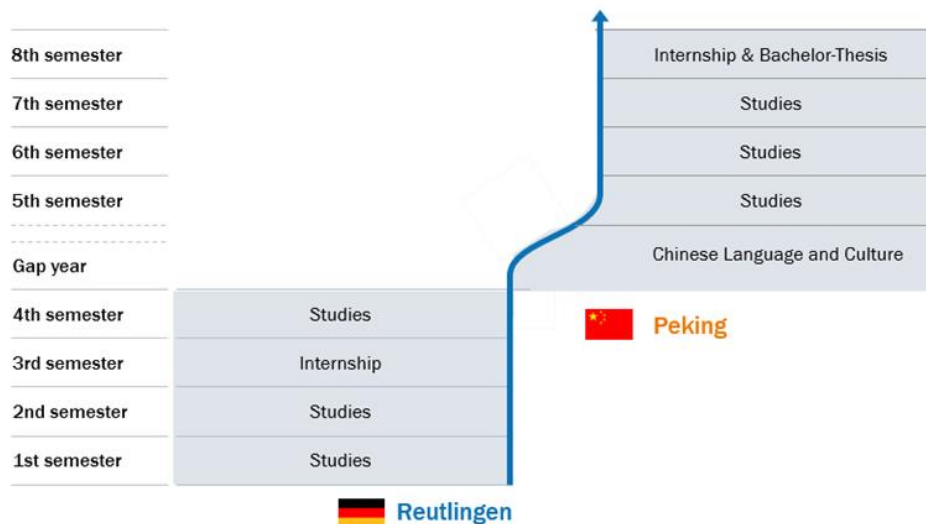 8th semester
Internship & Bachelor-Thesis
7th semester
Studies
6th semester
Studies
5th semester
Studies
Gap year
Chinese Language and Culture
4th semester
Studies
Peking
3rd semester
Internship
2nd semester
Studies
1st semester
Studies
Reutlingen